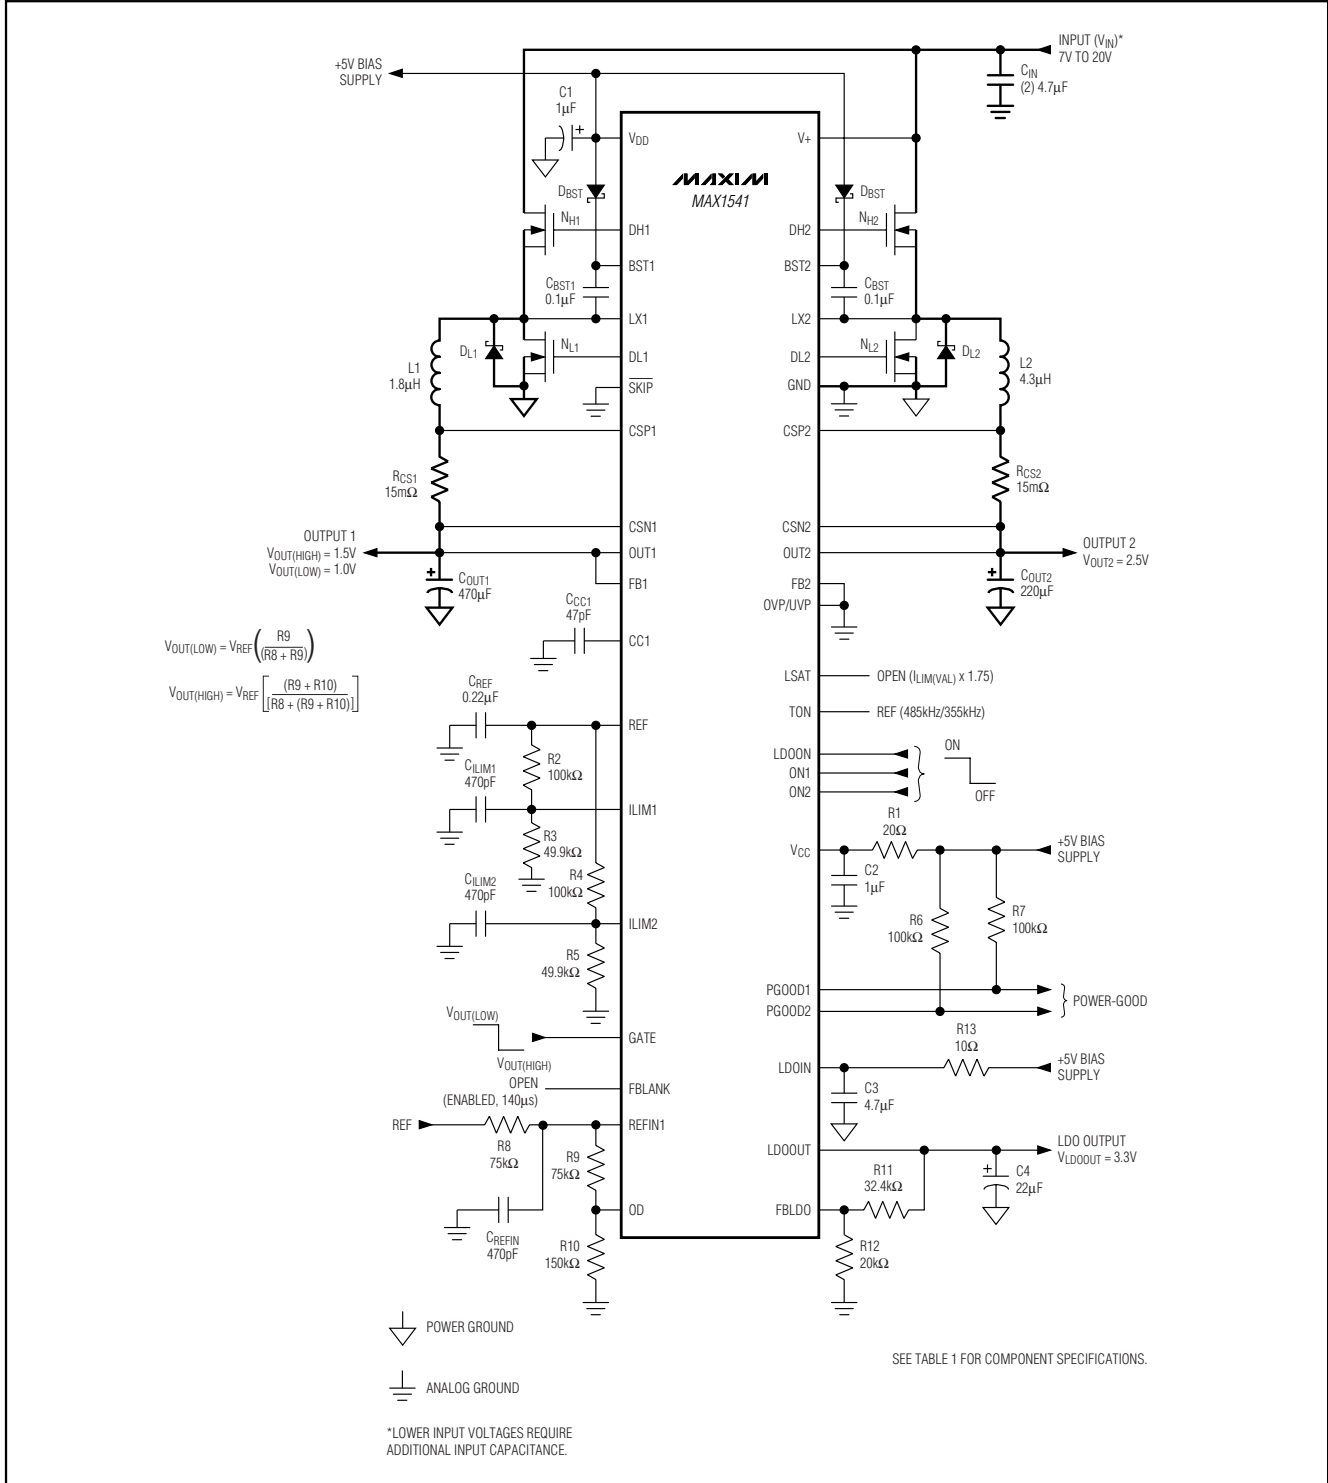 INPUT (VIN)*
7V TO 20V
+5V BIAS
SUPPLY
CIN
(2) 4.7µF
C1
1µF
VDD
V+
MAXIM
MAX1541
DBST
DBST
NH1
NH2
DH1
DH2
BST1
BST2
CBST1
0.1µF
CBST
0.1µF
LX1
LX2
DL1
NL1
DL1
DL2
NL2
DL2
L1
1.8µH
L2
4.3µH
SKIP
GND
CSP1
CSP2
RCS1
15mΩ
RCS2
15mΩ
CSN1
CSN2
OUTPUT 1
VOUT(HIGH) = 1.5V
VOUT(LOW) = 1.0V
OUT1
OUT2
OUTPUT 2
VOUT2 = 2.5V
FB1
FB2
COUT1
470µF
COUT2
220µF
OVP/UVP
CCC1
47pF
CC1
VOUT(LOW) = VREF(R9
(R8 + R9))
VOUT(HIGH) = VREF[(R9 + R10)
[R8 + (R9 + R10)]]
LSAT
OPEN (ILIM(VAL) x 1.75)
TON
REF (485kHz/355kHz)
CREF
0.22µF
REF
R2
100kΩ
LDOON
ON1
ON2
ON
OFF
CILIM1
470pF
ILIM1
R3
49.9kΩ
R1
20Ω
VCC
+5V BIAS
SUPPLY
C2
1µF
R4
100kΩ
CILIM2
470pF
ILIM2
R6
100kΩ
R7
100kΩ
R5
49.9kΩ
PGOOD1
PGOOD2
POWER-GOOD
VOUT(LOW)
VOUT(HIGH)
GATE
R13
10Ω
LDOIN
+5V BIAS
SUPPLY
OPEN
(ENABLED, 140µs)
FBLANK
C3
4.7µF
REF
R8
75kΩ
REFIN1
R9
75kΩ
LDOOUT
LDO OUTPUT
VLDOOUT = 3.3V
R11
32.4kΩ
C4
22µF
CREFIN
470pF
OD
FBLDO
R10
150kΩ
R12
20kΩ
POWER GROUND
ANALOG GROUND
SEE TABLE 1 FOR COMPONENT SPECIFICATIONS.
*LOWER INPUT VOLTAGES REQUIRE
ADDITIONAL INPUT CAPACITANCE.